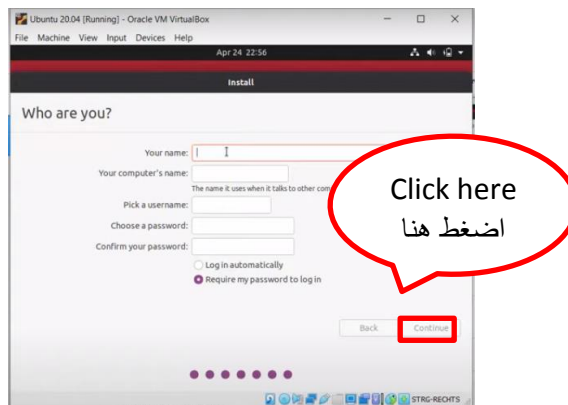 Ubuntu 20.04 [Running] - Oracle VM VirtualBox
File Machine View Input Devices Help
Apr 24 22:56
Install
Who are you?
Your name:
Your computer's name:
The name it uses when it talks to other com
Pick a username:
Choose a password:
Confirm your password:
Log in automatically
Require my password to log in
Click here
اضغط هنا
Back
Continue
STRG-RECHTS